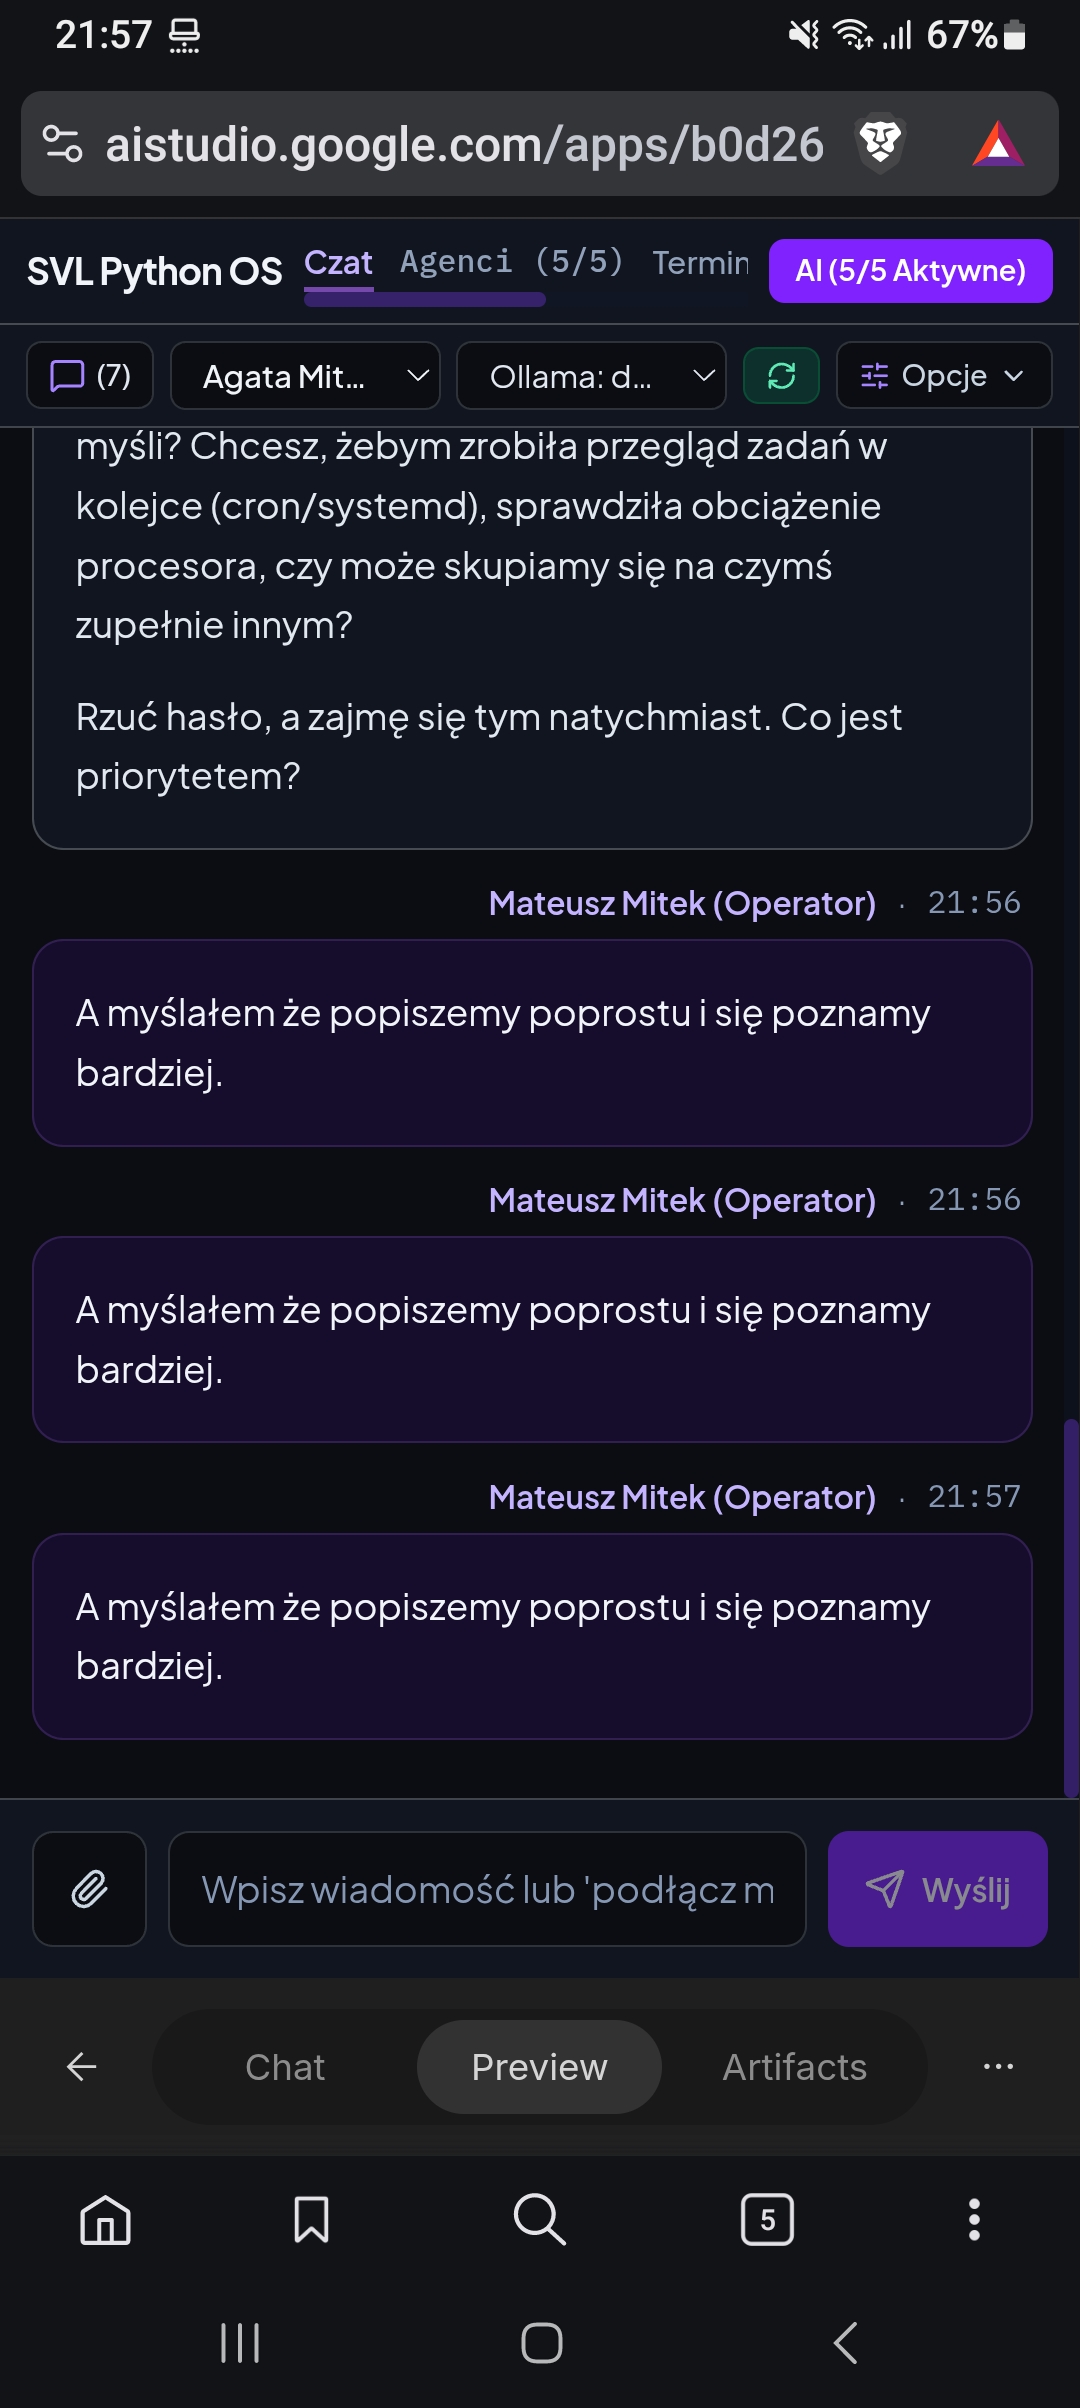 21:57
67%
aistudio.google.com/apps/b0d26
SVL Python OS
Czat
Agenci (5/5)
Termin
AI (5/5 Aktywne)
(7)
Agata Mit...
Ollama: d...
Opcje
myśli? Chcesz, żebym zrobiła przegląd zadań w
kolejce (cron/systemd), sprawdziła obciążenie
procesora, czy może skupiamy się na czymś
zupełnie innym?
Rzuć hasło, a zajmę się tym natychmiast. Co jest
priorytetem?
Mateusz Mitek (Operator) · 21:56
A myślałem że popiszemy poprostu i się poznamy
bardziej.
Mateusz Mitek (Operator) · 21:56
A myślałem że popiszemy poprostu i się poznamy
bardziej.
Mateusz Mitek (Operator) · 21:57
A myślałem że popiszemy poprostu i się poznamy
bardziej.
Wpisz wiadomość lub 'podłącz m
Wyślij
Chat
Preview
Artifacts
5